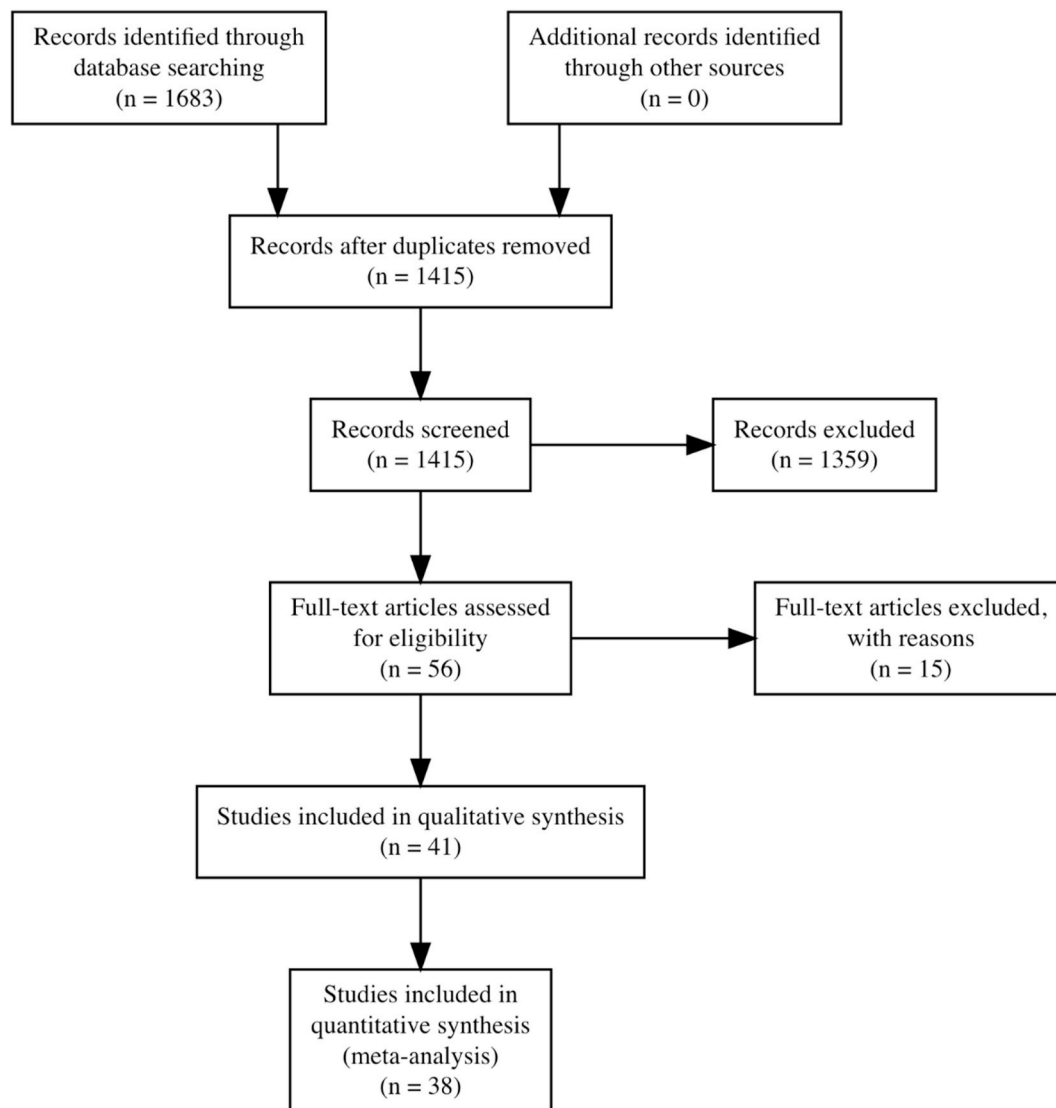 Records identified through
database searching
(n = 1683)
Additional records identified
through other sources
(n = 0)
Records after duplicates removed
(n = 1415)
Records screened
(n = 1415)
Records excluded
(n = 1359)
Full-text articles assessed
for eligibility
(n = 56)
Full-text articles excluded,
with reasons
(n = 15)
Studies included in qualitative synthesis
(n = 41)
Studies included in
quantitative synthesis
(meta-analysis)
(n = 38)